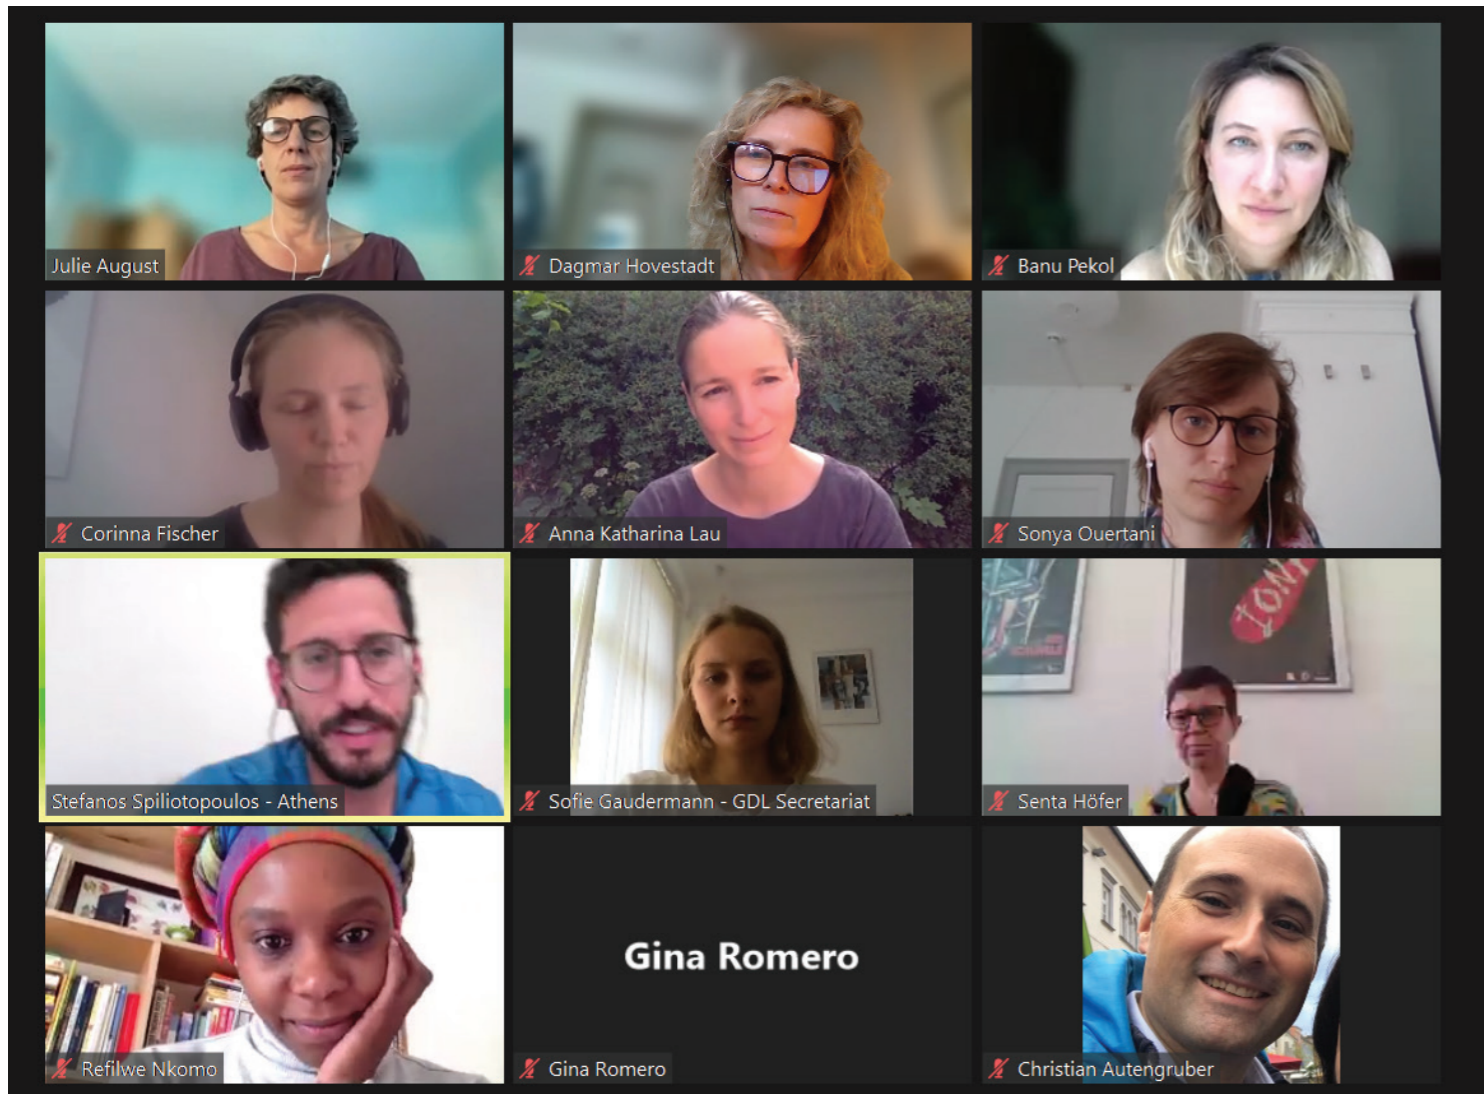 Julie August
Dagmar Hovestadt
Banu Pekol
Corinna Fischer
Anna Katharina Lau
Sonya Ouertani
Stefanos Spiliotopoulos - Athens
Sofie Gaudermann - GDL Secretariat
TONY
Senta Höfer
Refilwe Nkomo
Gina Romero
Gina Romero
Christian Autengruber